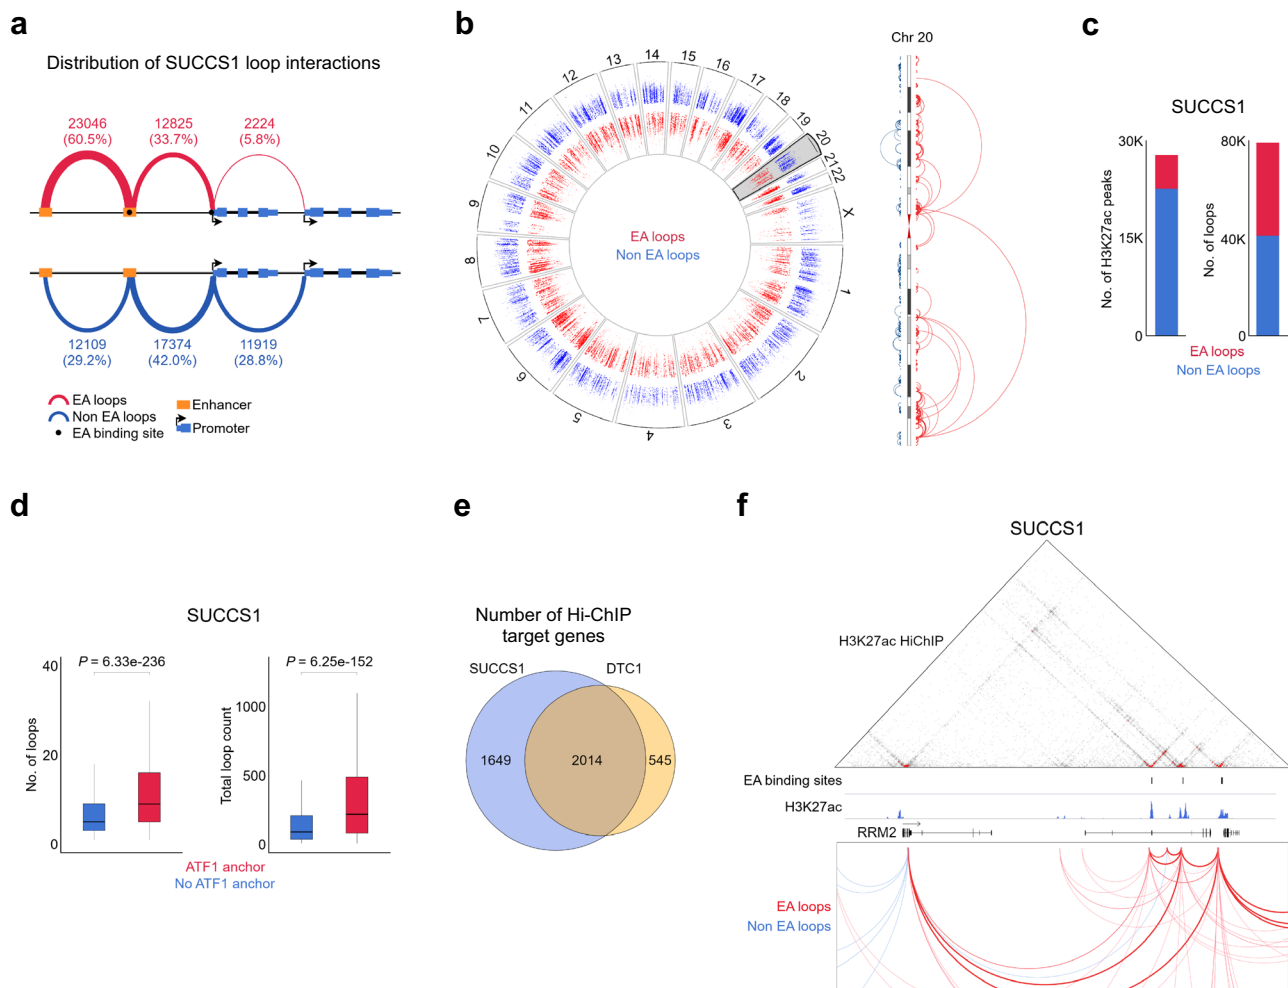 a
Distribution of SUCCS1 loop interactions
23046 12825 2224
(60.5%) (33.7%) (5.8%)
12109 17374 11919
(29.2%) (42.0%) (28.8%)
EA loops
Non EA loops
EA binding site
Enhancer
Promoter
b
1
2
3
4
5
6
7
8
9
10
11
12
13
14
15
16
17
18
19
20
21
22
X
EA loops
Non EA loops
Chr 20
c
SUCCS1
No. of H3K27ac peaks
30K
15K
0
No. of loops
80K
40K
0
EA loops
Non EA loops
d
SUCCS1
P = 6.33e-236
No. of loops
40
20
0
P = 6.25e-152
Total loop count
1000
500
0
ATF1 anchor
No ATF1 anchor
e
Number of Hi-ChIP
target genes
SUCCS1 DTC1
1649 2014 545
f
SUCCS1
H3K27ac HiChIP
EA binding sites
H3K27ac
RRM2
EA loops
Non EA loops